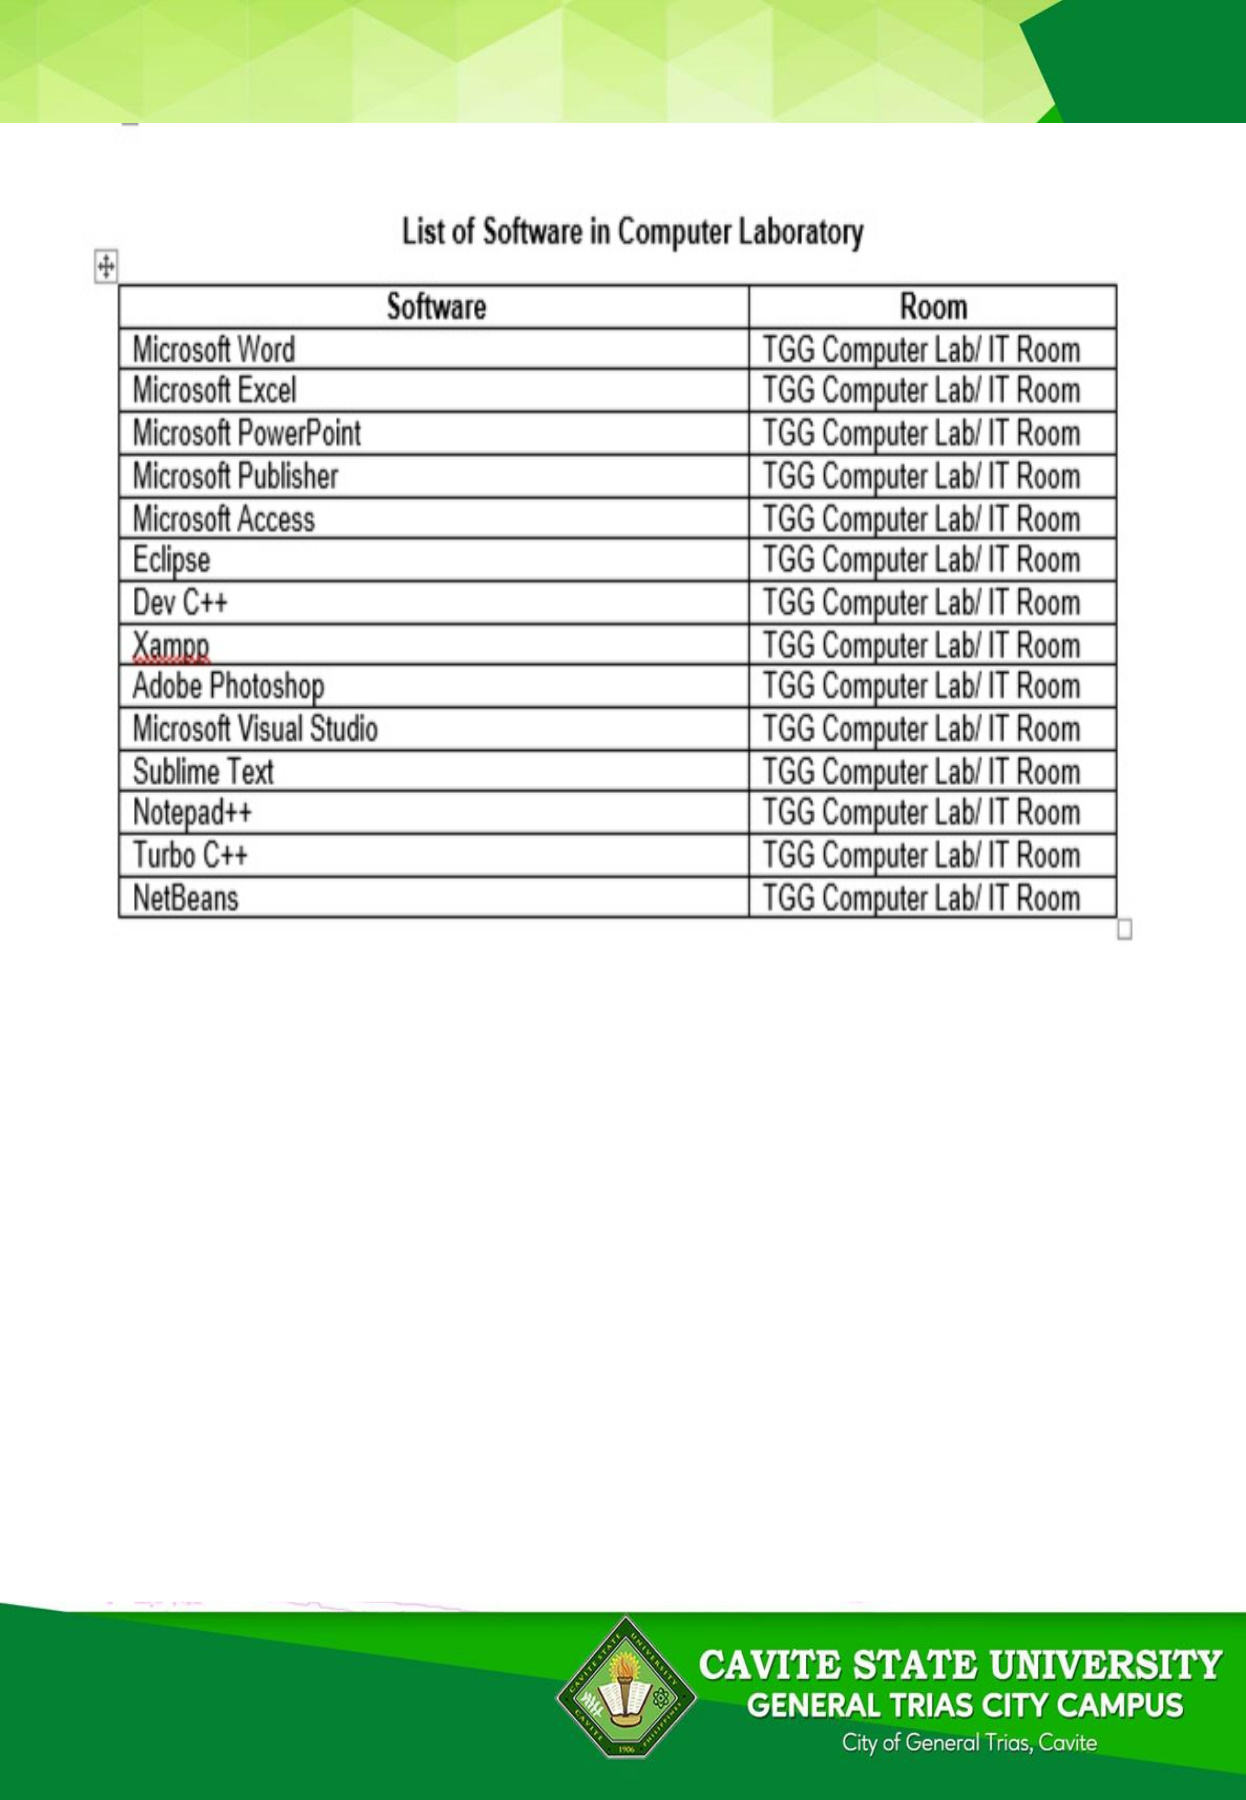 List of Software in Computer Laboratory
Software Room
Microsoft Word TGG Computer Lab/ IT Room
Microsoft Excel TGG Computer Lab/ IT Room
Microsoft PowerPoint TGG Computer Lab/ IT Room
Microsoft Publisher TGG Computer Lab/ IT Room
Microsoft Access TGG Computer Lab/ IT Room
Eclipse TGG Computer Lab/ IT Room
Dev C++ TGG Computer Lab/ IT Room
Xampp TGG Computer Lab/ IT Room
Adobe Photoshop TGG Computer Lab/ IT Room
Microsoft Visual Studio TGG Computer Lab/ IT Room
Sublime Text TGG Computer Lab/ IT Room
Notepad++ TGG Computer Lab/ IT Room
Turbo C++ TGG Computer Lab/ IT Room
NetBeans TGG Computer Lab/ IT Room
CAVITE STATE UNIVERSITY
CAVITE PHILIPPINES
1906
CAVITE STATE UNIVERSITY
GENERAL TRIAS CITY CAMPUS
City of General Trias, Cavite